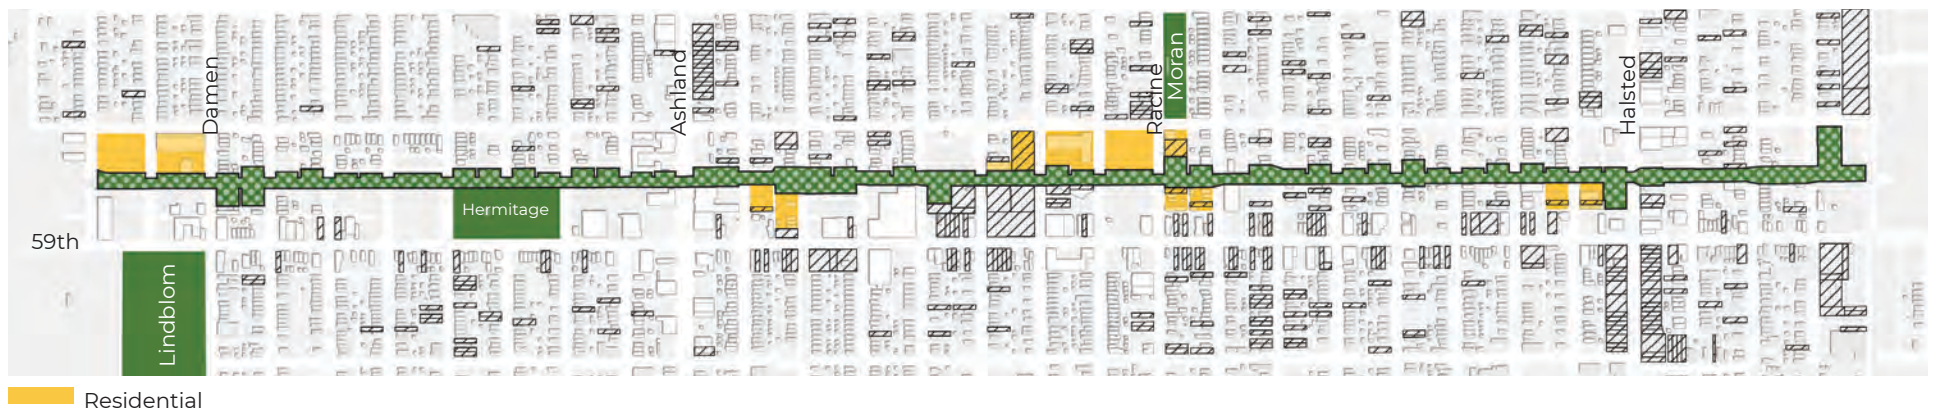 Damen
Ashland
Racine
Moran
Halsted
Hermitage
59th
Lindblom
Residential